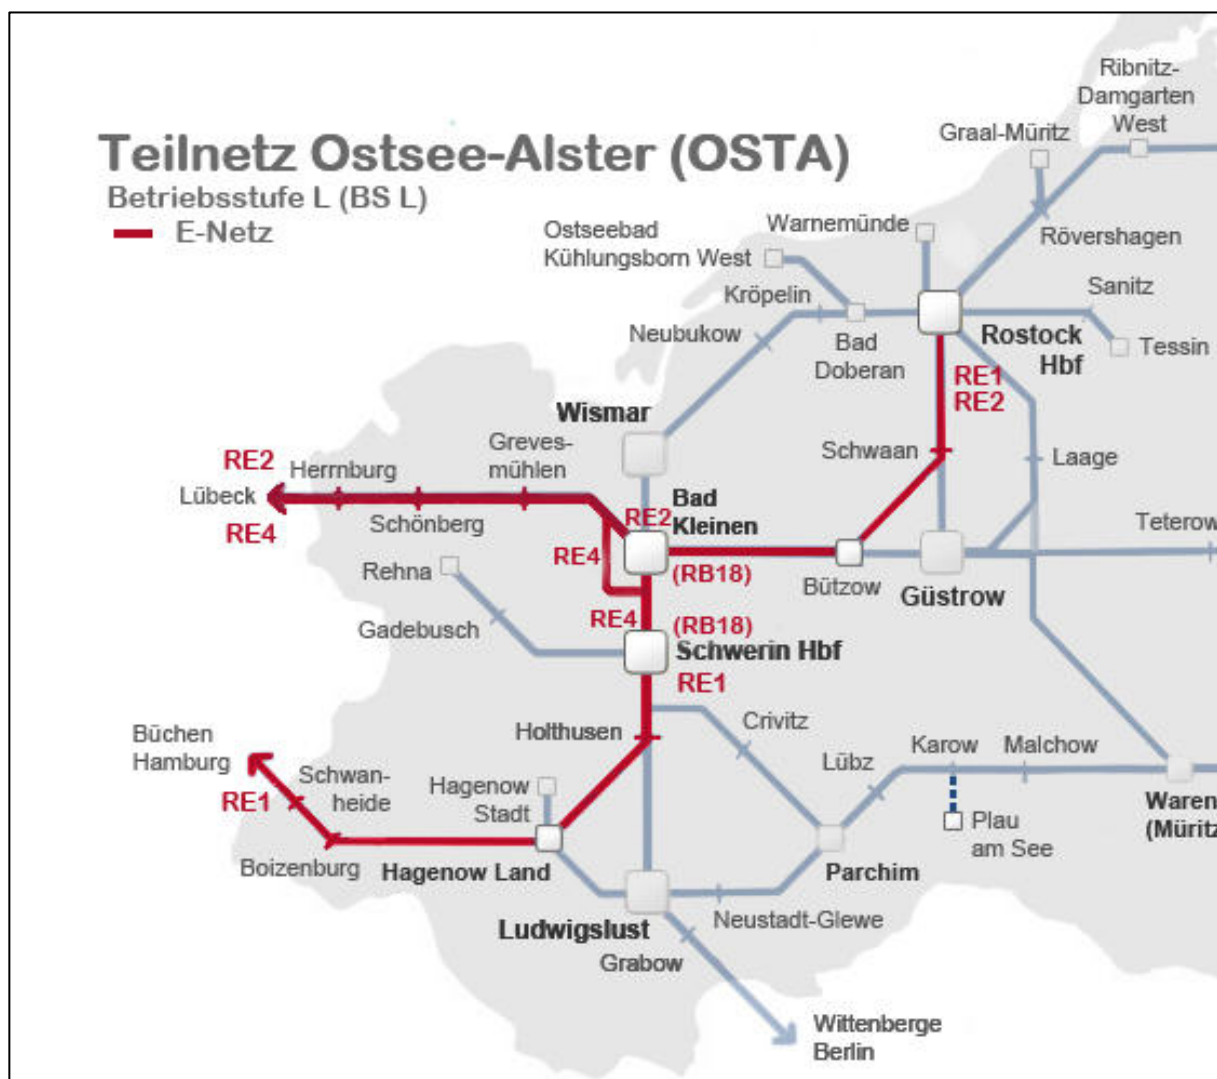 Teilnetz Ostsee-Alster (OSTA)
Betriebsstufe L (BS L)
E-Netz
Ribnitz-
Damgarten
West
Graal-Müritz
Rövershagen
Warnemünde
Ostseebad
Kühlungsborn West
Kröpelin
Neubukow
Bad
Doberan
Rostock
Hbf
Sanitz
Tessin
RE1
RE2
Wismar
Schwaan
Laage
Teterow
Greves-
mühlen
Herrnburg
Schönberg
RE2
Lübeck
RE4
Bad
Kleinen
RE2
RE4
(RB18)
Bützow
Güstrow
Rehna
Gadebusch
RE4
(RB18)
Schwerin Hbf
RE1
Holthusen
Crivitz
Büchen
Hamburg
RE1
Schwan-
heide
Boizenburg
Hagenow
Stadt
Hagenow Land
Lübz
Karow
Malchow
Plau
am See
Waren
(Müritz
Parchim
Neustadt-Glewe
Ludwigslust
Grabow
Wittenberge
Berlin